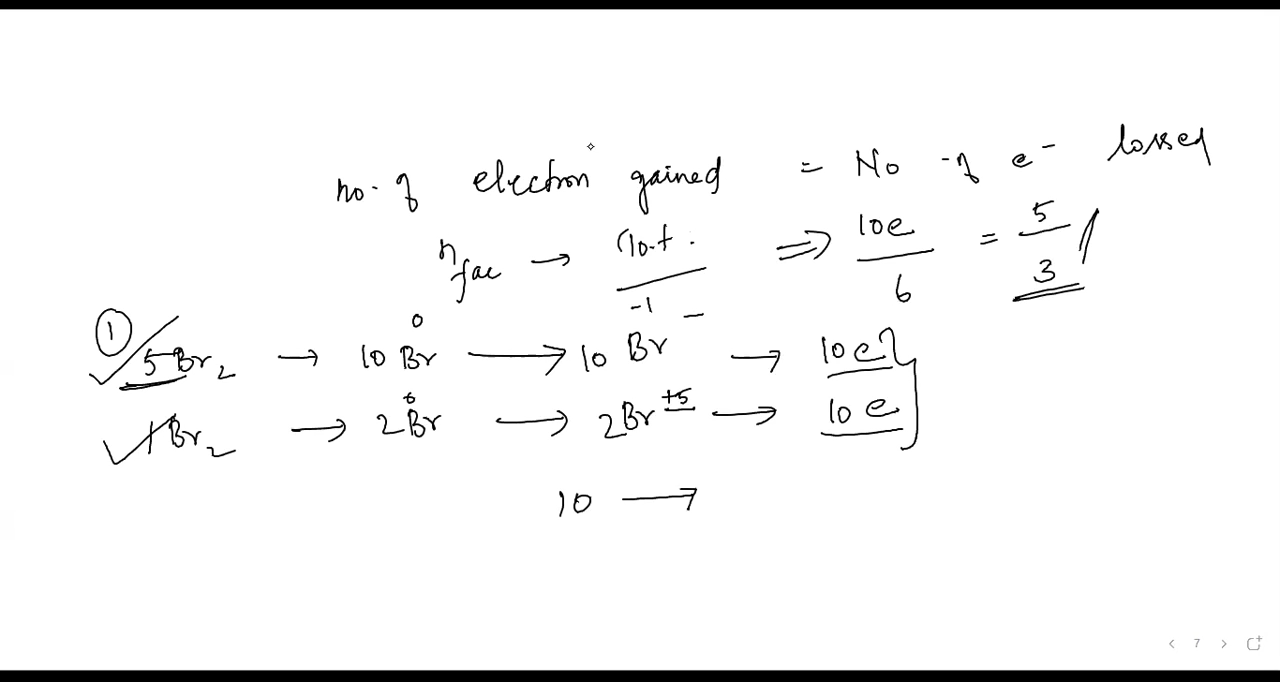 no. of electron gained = No of e⁻ lossed
n fac → (10.t. / ⇒ 10e / 6 = 5 / 3
① 5Br₂ → 10 Br⁰ → 10 Br⁻¹ → 10e
1Br₂ → 2Br⁰ → 2Br⁺⁵ → 10e
10 →
< 7 >